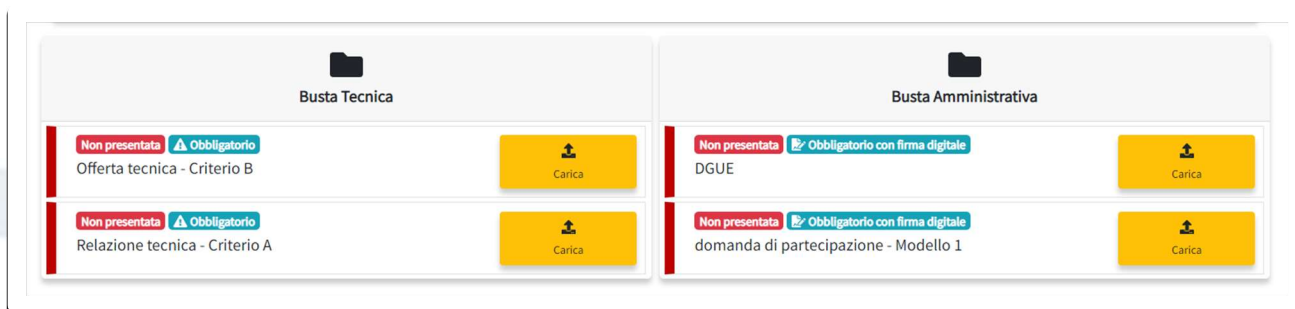 Busta Tecnica
Non presentata Obbligatorio
Offerta tecnica - Criterio B
Carica
Non presentata Obbligatorio
Relazione tecnica - Criterio A
Carica
Busta Amministrativa
Non presentata Obbligatorio con firma digitale
DGUE
Carica
Non presentata Obbligatorio con firma digitale
domanda di partecipazione - Modello 1
Carica